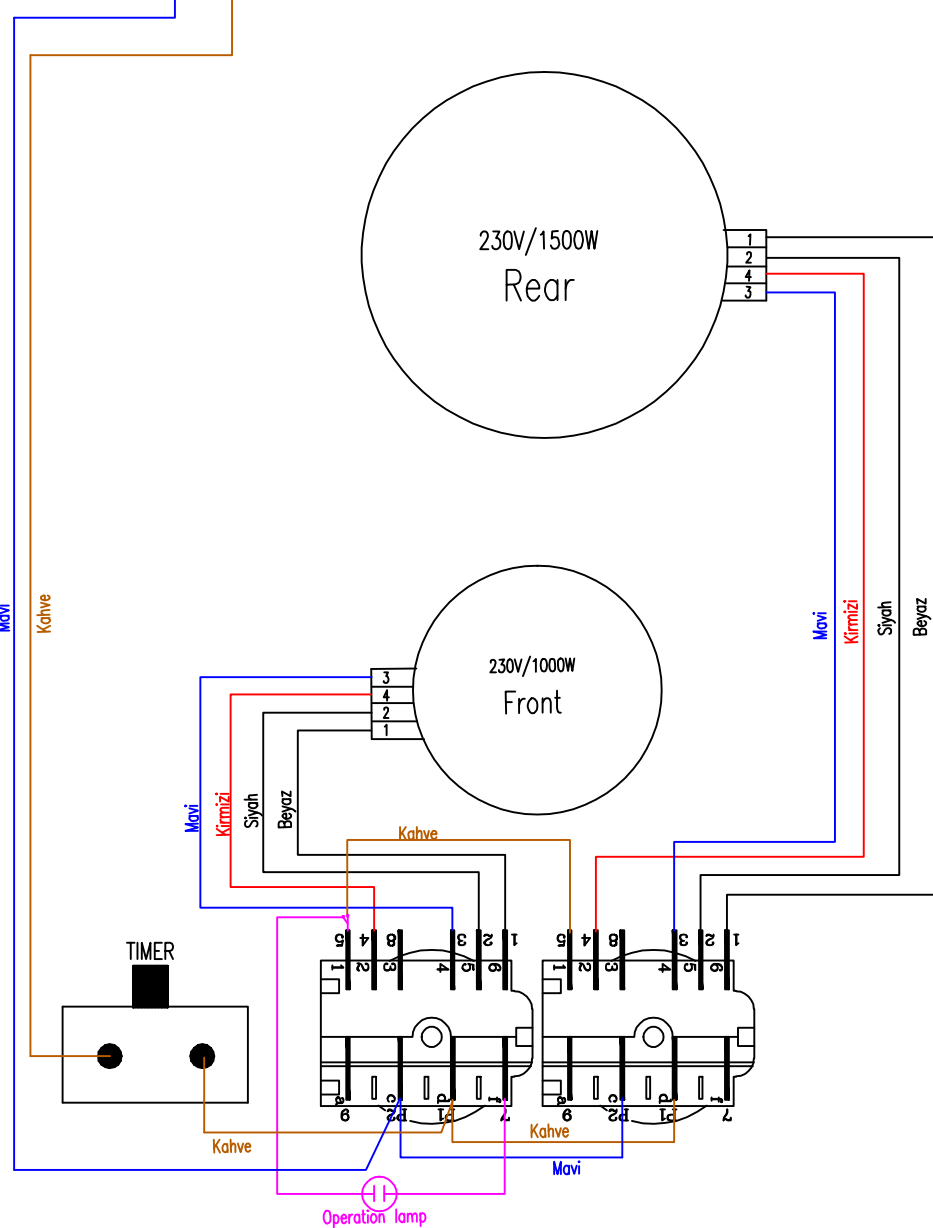 230V/1500W
Rear
1
2
4
3
Mavi
Kahve
Mavi
Kirmizi
Siyah
Beyaz
230V/1000W
Front
3
4
2
1
Mavi
Kirmizi
Siyah
Beyaz
Kahve
TIMER
5 4 8 3 2 1
1 2 3 4 5 6
5 4 8 3 2 1
1 2 3 4 5 6
a c d f
9 P2 P1 7
a c d f
9 P2 P1 7
Kahve
Kahve
Mavi
Operation lamp